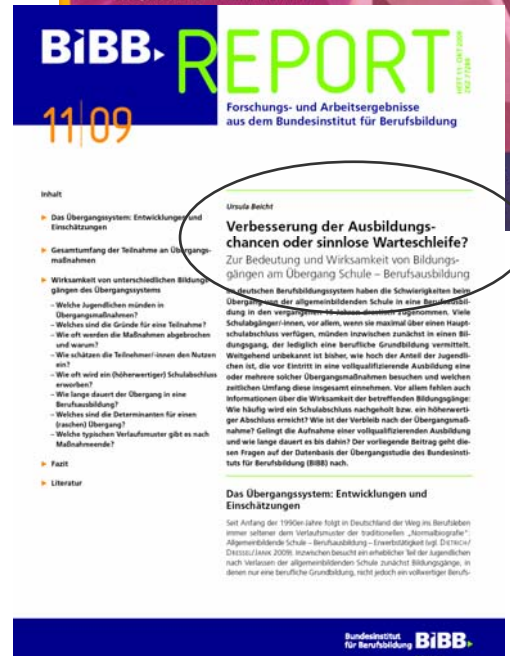 BiBB. REPORT
HEFT 11 · OKT 2009
11|09
Forschungs- und Arbeitsergebnisse
aus dem Bundesinstitut für Berufsbildung
Inhalt
Das Übergangssystem: Entwicklungen und
Einschätzungen
Gesamtumfang der Teilnahme an Übergangs-
maßnahmen
Wirksamkeit von unterschiedlichen Bildungs-
gängen des Übergangssystems
– Welche Jugendlichen münden in
Übergangsmaßnahmen?
– Welches sind die Gründe für eine Teilnahme?
– Wie oft werden die Maßnahmen abgebrochen
und warum?
– Wie schätzen die Teilnehmer/-innen den Nutzen
ein?
– Wie oft wird ein (höherwertiger) Schulabschluss
erworben?
– Wie lange dauert der Übergang in eine
Berufsausbildung?
– Welches sind die Determinanten für einen
(raschen) Übergang?
– Welche typischen Verlaufsmuster gibt es nach
Maßnahmeende?
Fazit
Literatur
Ursula Beicht
Verbesserung der Ausbildungs-
chancen oder sinnlose Warteschleife?
Zur Bedeutung und Wirksamkeit von Bildungs-
gängen am Übergang Schule – Berufsausbildung
Im deutschen Berufsbildungssystem haben die Schwierigkeiten beim
Übergang von der allgemeinbildenden Schule in eine Berufsausbil-
dung in den vergangenen 15 Jahren drastisch zugenommen. Viele
Schulabgänger/-innen, vor allem, wenn sie maximal über einen Haupt-
schulabschluss verfügen, münden inzwischen zunächst in einen Bil-
dungsgang, der lediglich eine berufliche Grundbildung vermittelt.
Weitgehend unbekannt ist bisher, wie hoch der Anteil der Jugendli-
chen ist, die vor Eintritt in eine vollqualifizierende Ausbildung eine
oder mehrere solcher Übergangsmaßnahmen besuchen und welchen
zeitlichen Umfang diese insgesamt einnehmen. Vor allem fehlen auch
Informationen über die Wirksamkeit der betreffenden Bildungsgänge:
Wie häufig wird ein Schulabschluss nachgeholt bzw. ein höherwerti-
ger Abschluss erreicht? Wie ist der Verbleib nach der Übergangsmaß-
nahme? Gelingt die Aufnahme einer vollqualifizierenden Ausbildung
und wie lange dauert es bis dahin? Der vorliegende Beitrag geht die-
sen Fragen auf der Datenbasis der Übergangsstudie des Bundesinsti-
tuts für Berufsbildung (BIBB) nach.
Das Übergangssystem: Entwicklungen und
Einschätzungen
Seit Anfang der 1990er-Jahre folgt in Deutschland der Weg ins Berufsleben
immer seltener dem Verlaufsmuster der traditionellen „Normalbiografie":
Allgemeinbildende Schule – Berufsausbildung – Erwerbstätigkeit (vgl. DIETRICH/
DRESSEL/JANIK 2009). Inzwischen besucht ein erheblicher Teil der Jugendlichen
nach Verlassen der allgemeinbildenden Schule zunächst Bildungsgänge, in
denen nur eine berufliche Grundbildung, nicht jedoch ein vollwertiger Berufs-
Bundesinstitut
für Berufsbildung BiBB.